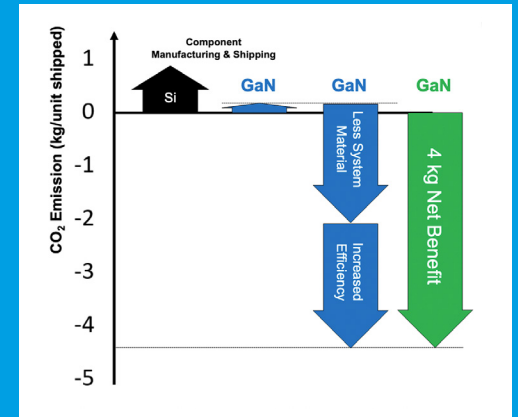 Component
Manufacturing & Shipping
CO₂ Emission (kg/unit shipped)
1
0
-1
-2
-3
-4
-5
Si
GaN
GaN
GaN
Less System
Material
Increased
Efficiency
4 kg Net Benefit